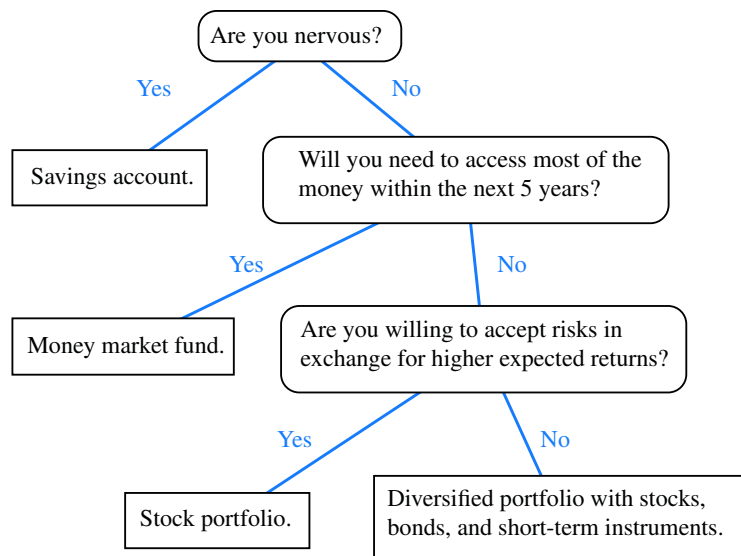 Are you nervous?
Yes
No
Savings account.
Will you need to access most of the
money within the next 5 years?
Yes
No
Money market fund.
Are you willing to accept risks in
exchange for higher expected returns?
Yes
No
Stock portfolio.
Diversified portfolio with stocks,
bonds, and short-term instruments.